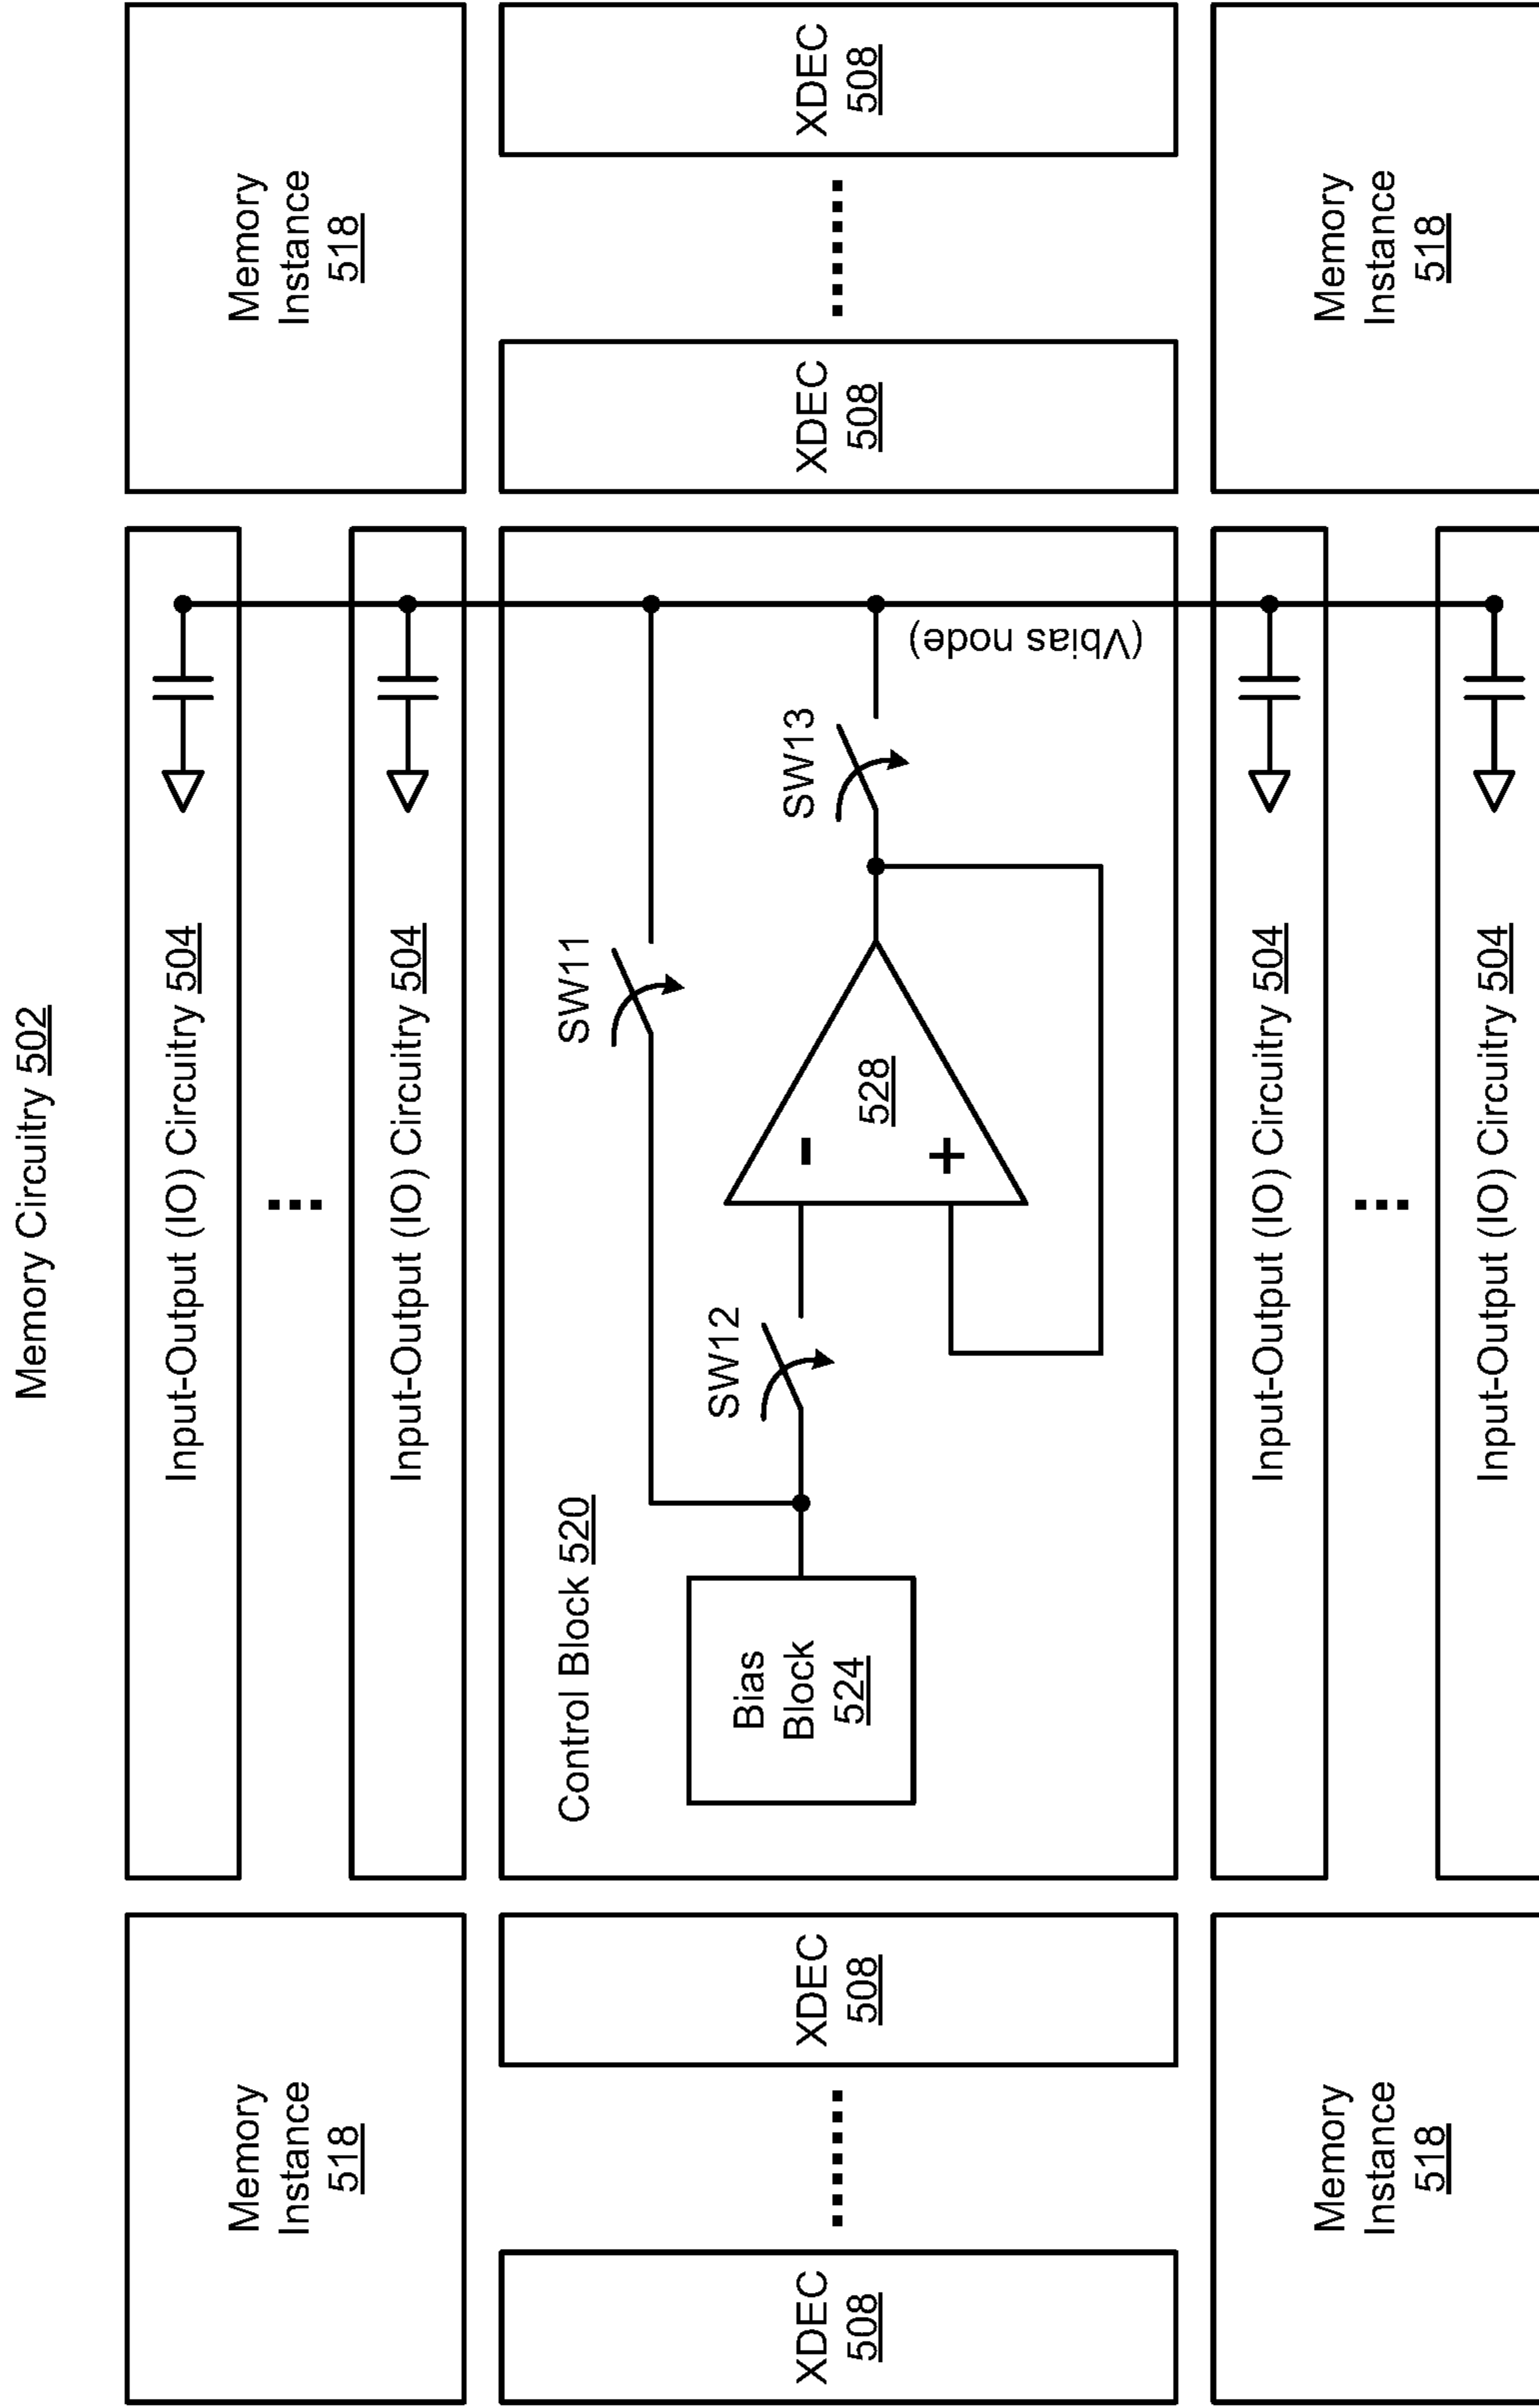 Memory Circuitry 502
Memory
Instance
518
Input-Output (IO) Circuitry 504
Input-Output (IO) Circuitry 504
Memory
Instance
518
XDEC
508
XDEC
508
Control Block 520
Bias
Block
524
SW12
SW11
-
+
528
SW13
(Vbias node)
XDEC
508
XDEC
508
Memory
Instance
518
Input-Output (IO) Circuitry 504
Input-Output (IO) Circuitry 504
Memory
Instance
518